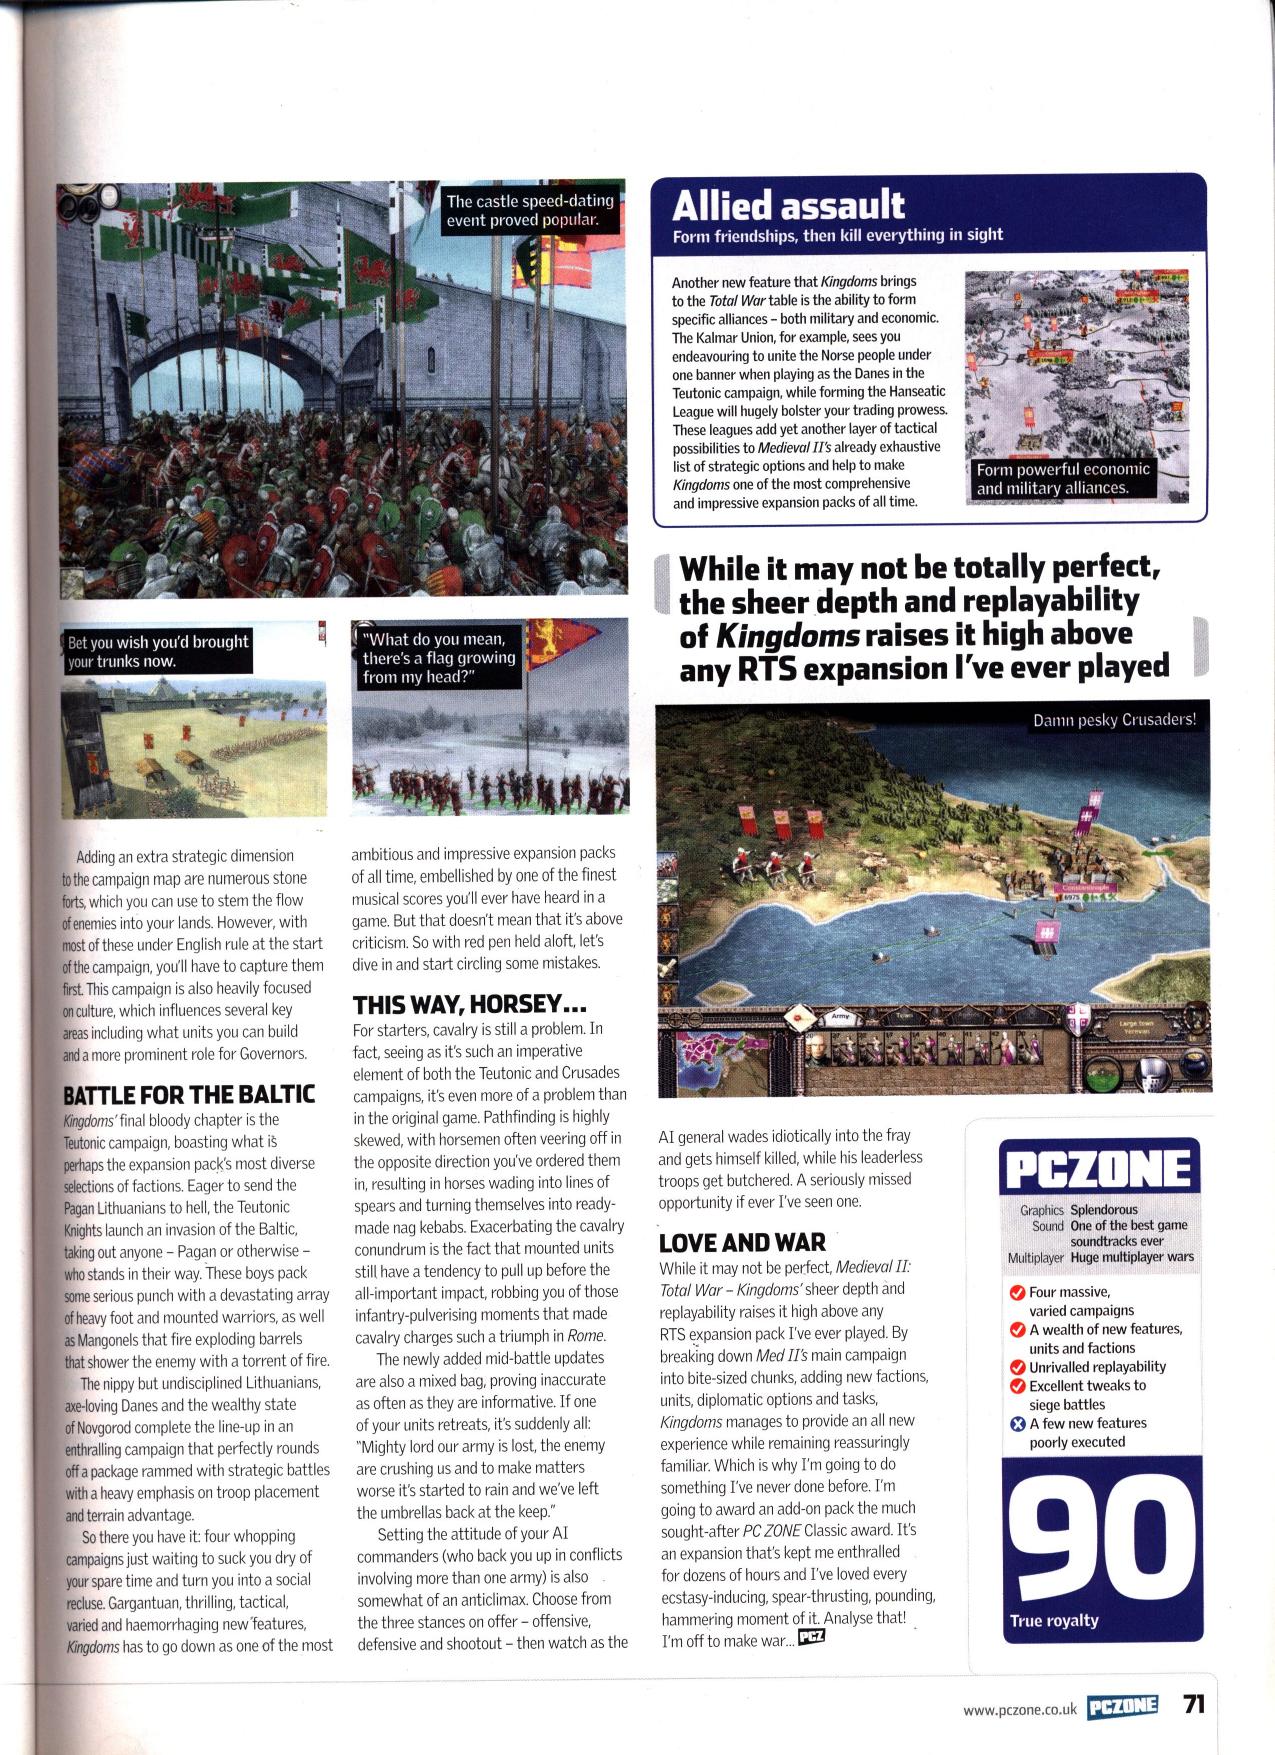 The castle speed-dating
event proved popular.
Bet you wish you'd brought
your trunks now.
"What do you mean,
there's a flag growing
from my head?"
Adding an extra strategic dimension
to the campaign map are numerous stone
forts, which you can use to stem the flow
of enemies into your lands. However, with
most of these under English rule at the start
of the campaign, you'll have to capture them
first. This campaign is also heavily focused
on culture, which influences several key
areas including what units you can build
and a more prominent role for Governors.
BATTLE FOR THE BALTIC
Kingdoms' final bloody chapter is the
Teutonic campaign, boasting what is
perhaps the expansion pack's most diverse
selections of factions. Eager to send the
Pagan Lithuanians to hell, the Teutonic
Knights launch an invasion of the Baltic,
taking out anyone – Pagan or otherwise –
who stands in their way. These boys pack
some serious punch with a devastating array
of heavy foot and mounted warriors, as well
as Mangonels that fire exploding barrels
that shower the enemy with a torrent of fire.
The nippy but undisciplined Lithuanians,
axe-loving Danes and the wealthy state
of Novgorod complete the line-up in an
enthralling campaign that perfectly rounds
off a package rammed with strategic battles
with a heavy emphasis on troop placement
and terrain advantage.
So there you have it: four whopping
campaigns just waiting to suck you dry of
your spare time and turn you into a social
recluse. Gargantuan, thrilling, tactical,
varied and haemorrhaging new features,
Kingdoms has to go down as one of the most
ambitious and impressive expansion packs
of all time, embellished by one of the finest
musical scores you'll ever have heard in a
game. But that doesn't mean that it's above
criticism. So with red pen held aloft, let's
dive in and start circling some mistakes.
THIS WAY, HORSEY...
For starters, cavalry is still a problem. In
fact, seeing as it's such an imperative
element of both the Teutonic and Crusades
campaigns, it's even more of a problem than
in the original game. Pathfinding is highly
skewed, with horsemen often veering off in
the opposite direction you've ordered them
in, resulting in horses wading into lines of
spears and turning themselves into ready-
made nag kebabs. Exacerbating the cavalry
conundrum is the fact that mounted units
still have a tendency to pull up before the
all-important impact, robbing you of those
infantry-pulverising moments that made
cavalry charges such a triumph in Rome.
The newly added mid-battle updates
are also a mixed bag, proving inaccurate
as often as they are informative. If one
of your units retreats, it's suddenly all:
"Mighty lord our army is lost, the enemy
are crushing us and to make matters
worse it's started to rain and we've left
the umbrellas back at the keep."
Setting the attitude of your AI
commanders (who back you up in conflicts
involving more than one army) is also
somewhat of an anticlimax. Choose from
the three stances on offer – offensive,
defensive and shootout – then watch as the
Allied assault
Form friendships, then kill everything in sight
Another new feature that Kingdoms brings
to the Total War table is the ability to form
specific alliances – both military and economic.
The Kalmar Union, for example, sees you
endeavouring to unite the Norse people under
one banner when playing as the Danes in the
Teutonic campaign, while forming the Hanseatic
League will hugely bolster your trading prowess.
These leagues add yet another layer of tactical
possibilities to Medieval II's already exhaustive
list of strategic options and help to make
Kingdoms one of the most comprehensive
and impressive expansion packs of all time.
Form powerful economic
and military alliances.
While it may not be totally perfect,
the sheer depth and replayability
of Kingdoms raises it high above
any RTS expansion I've ever played
Damn pesky Crusaders!
Constantinople
6975
Army
Town
Large town
Yerevan
AI general wades idiotically into the fray
and gets himself killed, while his leaderless
troops get butchered. A seriously missed
opportunity if ever I've seen one.
LOVE AND WAR
While it may not be perfect, Medieval II:
Total War – Kingdoms' sheer depth and
replayability raises it high above any
RTS expansion pack I've ever played. By
breaking down Med II's main campaign
into bite-sized chunks, adding new factions,
units, diplomatic options and tasks,
Kingdoms manages to provide an all new
experience while remaining reassuringly
familiar. Which is why I'm going to do
something I've never done before. I'm
going to award an add-on pack the much
sought-after PC ZONE Classic award. It's
an expansion that's kept me enthralled
for dozens of hours and I've loved every
ecstasy-inducing, spear-thrusting, pounding,
hammering moment of it. Analyse that!
I'm off to make war... PCZ
PCZONE
Graphics Splendorous
Sound One of the best game
soundtracks ever
Multiplayer Huge multiplayer wars
Four massive,
varied campaigns
A wealth of new features,
units and factions
Unrivalled replayability
Excellent tweaks to
siege battles
A few new features
poorly executed
90
True royalty
www.pczone.co.uk PCZONE 71